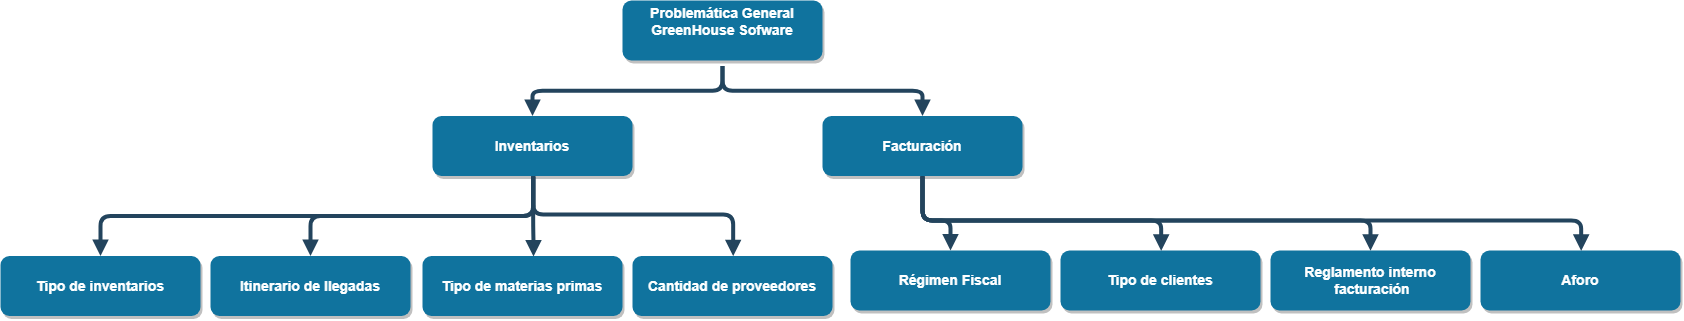 Problemática General
GreenHouse Sofware
Inventarios
Facturación
Tipo de inventarios
Itinerario de llegadas
Tipo de materias primas
Cantidad de proveedores
Régimen Fiscal
Tipo de clientes
Reglamento interno
facturación
Aforo